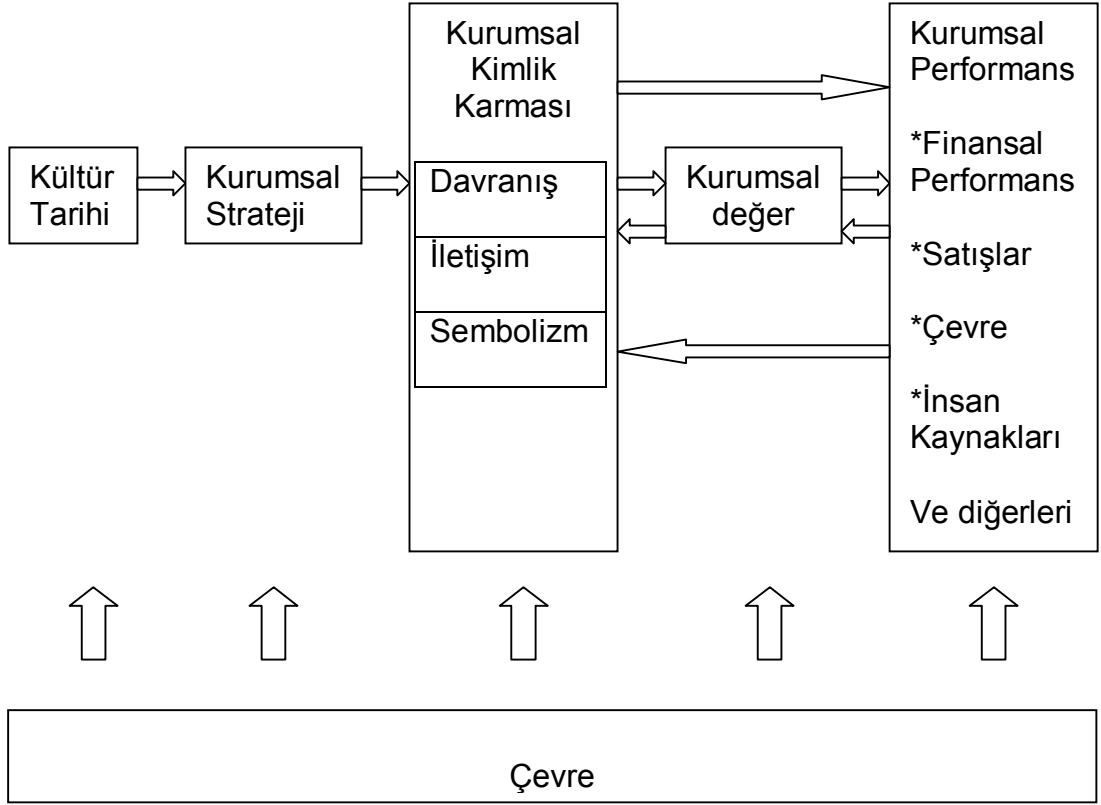 Kültür
Tarihi
Kurumsal
Strateji
Kurumsal
Kimlik
Karması
Davranış
İletişim
Sembolizm
Kurumsal
değer
Kurumsal
Performans
*Finansal
Performans
*Satışlar
*Çevre
*İnsan
Kaynakları
Ve diğerleri
Çevre